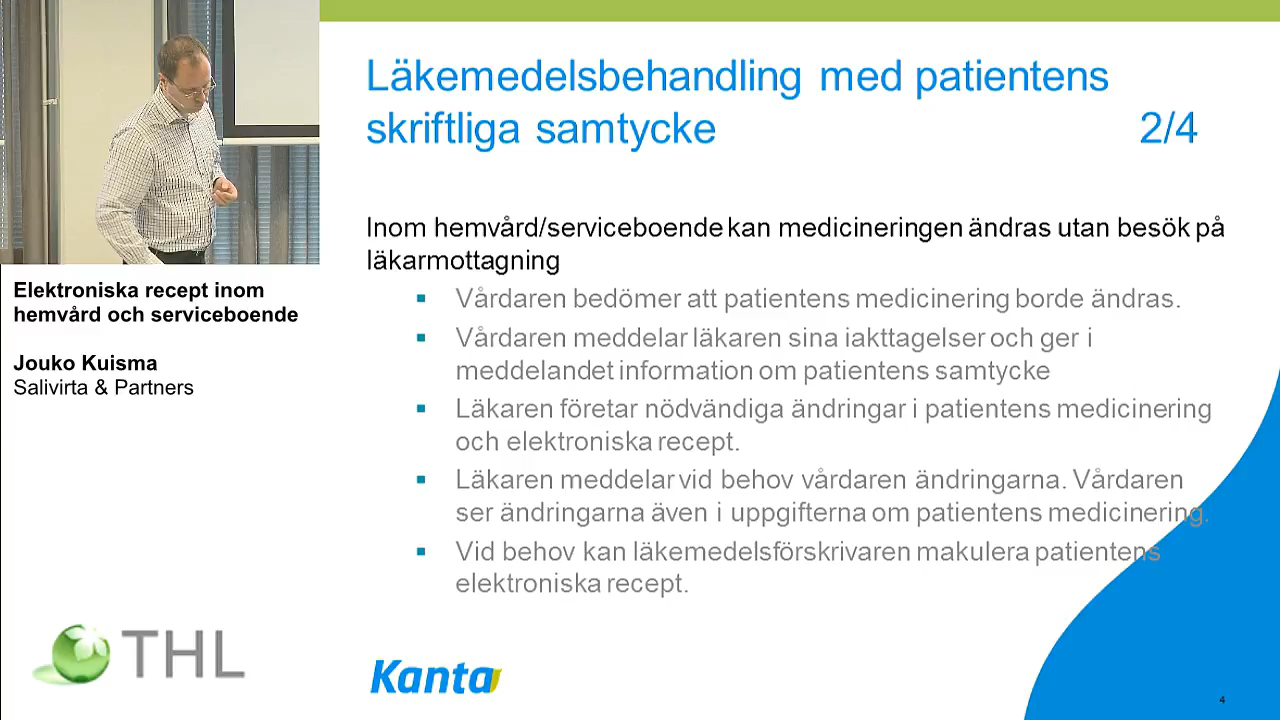 Läkemedelsbehandling med patientens
skriftliga samtycke 2/4
Inom hemvård/serviceboende kan medicineringen ändras utan besök på
läkarmottagning
Vårdaren bedömer att patientens medicinering borde ändras.
Vårdaren meddelar läkaren sina iakttagelser och ger i
meddelandet information om patientens samtycke
Läkaren företar nödvändiga ändringar i patientens medicinering
och elektroniska recept.
Läkaren meddelar vid behov vårdaren ändringarna. Vårdaren
ser ändringarna även i uppgifterna om patientens medicinering.
Vid behov kan läkemedelsförskrivaren makulera patientens
elektroniska recept.
Elektroniska recept inom
hemvård och serviceboende
Jouko Kuisma
Salivirta & Partners
THL
Kanta
4